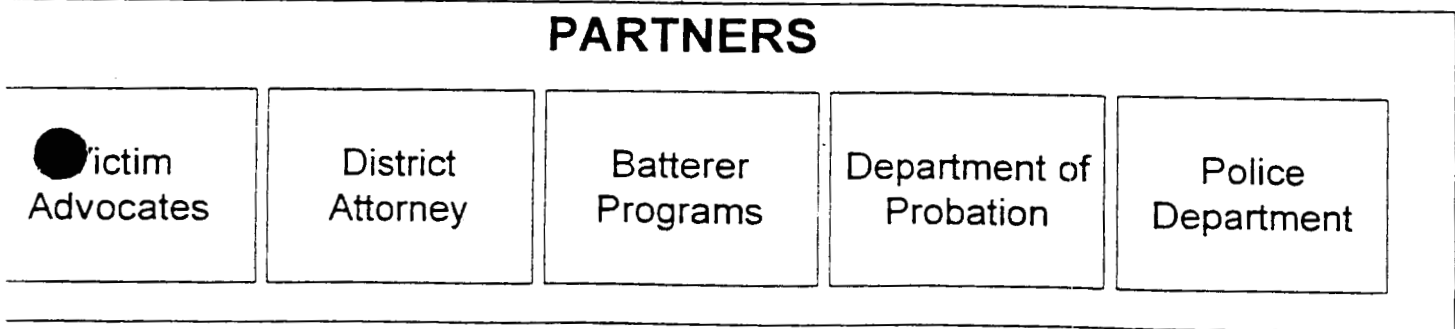 PARTNERS
Victim
Advocates
District
Attorney
Batterer
Programs
Department of
Probation
Police
Department